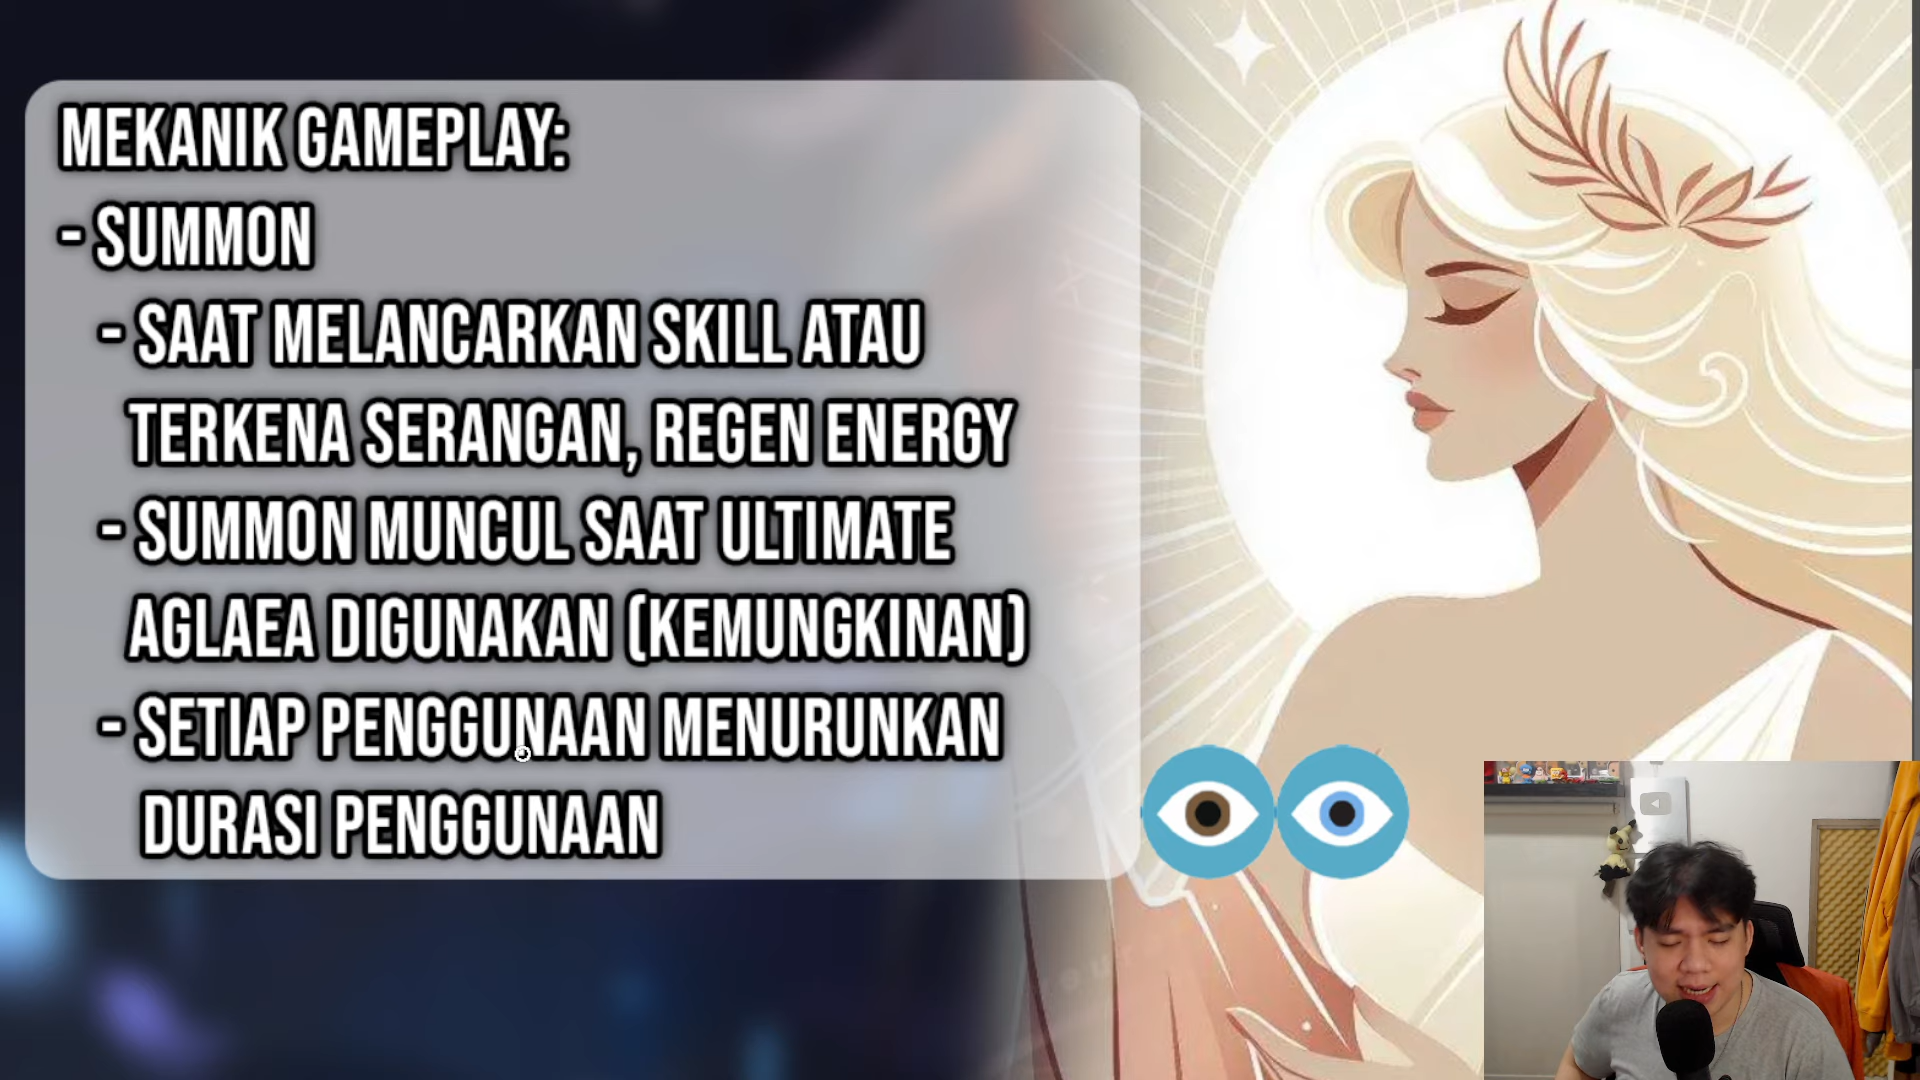 MEKANIK GAMEPLAY:
- SUMMON
- SAAT MELANCARKAN SKILL ATAU
TERKENA SERANGAN, REGEN ENERGY
- SUMMON MUNCUL SAAT ULTIMATE
AGLAEA DIGUNAKAN (KEMUNGKINAN)
- SETIAP PENGGUNAAN MENURUNKAN
DURASI PENGGUNAAN